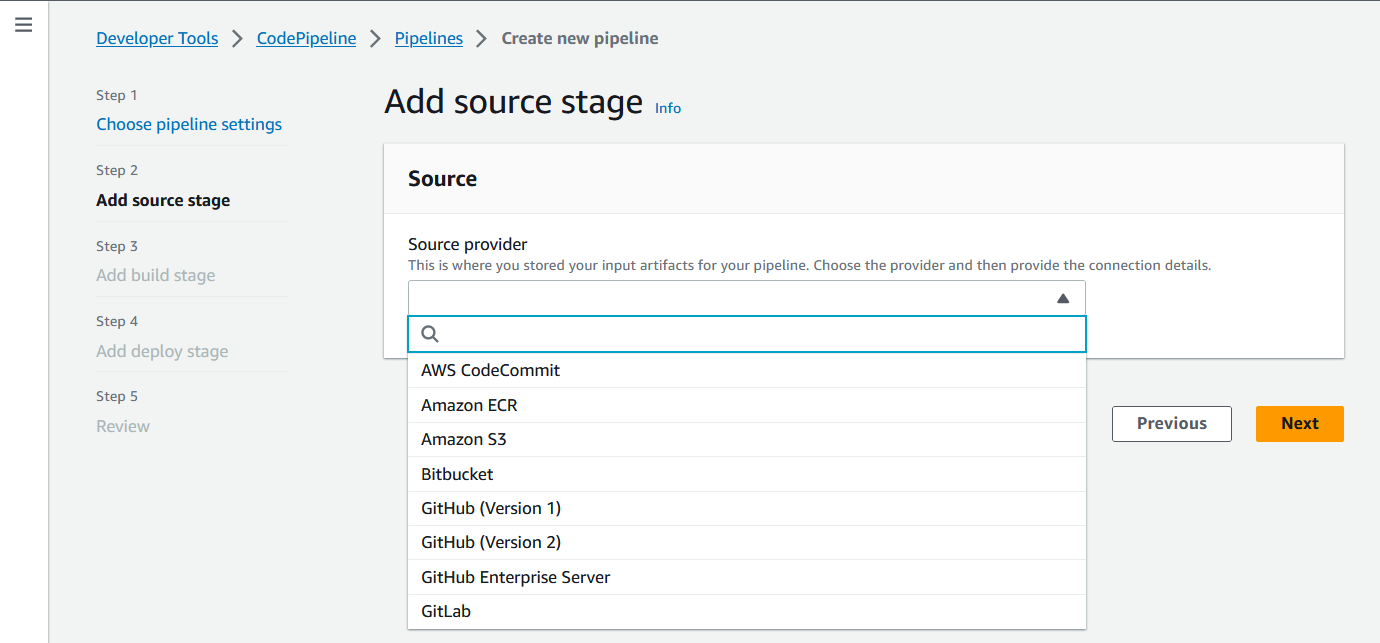 Developer Tools > CodePipeline > Pipelines > Create new pipeline
Step 1
Choose pipeline settings
Step 2
Add source stage
Step 3
Add build stage
Step 4
Add deploy stage
Step 5
Review
Add source stage Info
Source
Source provider
This is where you stored your input artifacts for your pipeline. Choose the provider and then provide the connection details.
AWS CodeCommit
Amazon ECR
Amazon S3
Bitbucket
GitHub (Version 1)
GitHub (Version 2)
GitHub Enterprise Server
GitLab
Previous Next